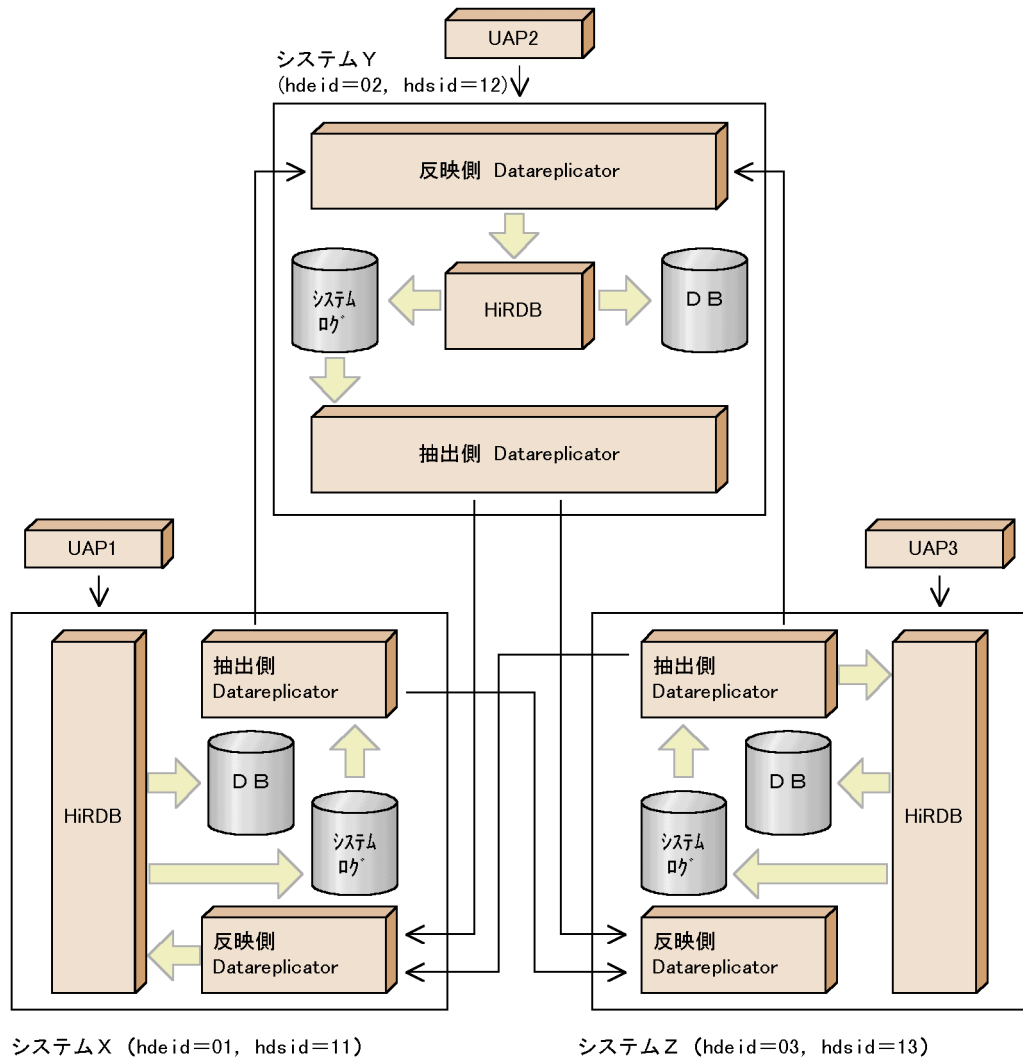 UAP2
システムY
(hdeid=02, hdsid=12)
反映側 Datareplicator
ｼｽﾃﾑ
ﾛｸﾞ
HiRDB
DB
抽出側 Datareplicator
UAP1
UAP3
HiRDB
抽出側
Datareplicator
DB
ｼｽﾃﾑ
ﾛｸﾞ
反映側
Datareplicator
抽出側
Datareplicator
DB
ｼｽﾃﾑ
ﾛｸﾞ
反映側
Datareplicator
HiRDB
システムX (hdeid=01, hdsid=11)
システムZ (hdeid=03, hdsid=13)